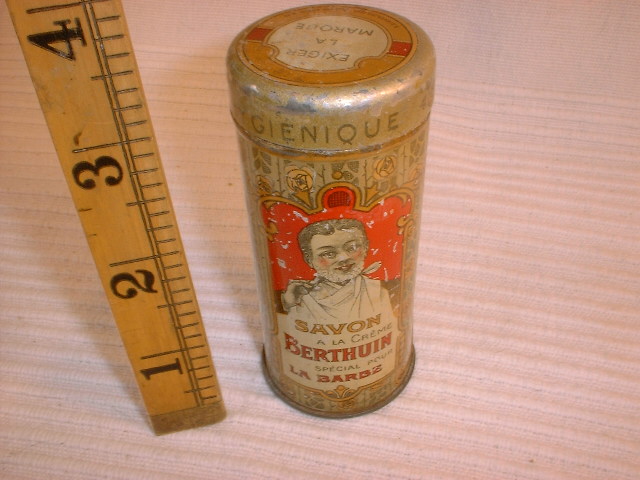 EXIGER
LA
MARQUE
GIENIQUE
SAVON
A LA CRÈME
BERTHUIN
SPÉCIAL POUR
LA BARBE
4
3
2
1